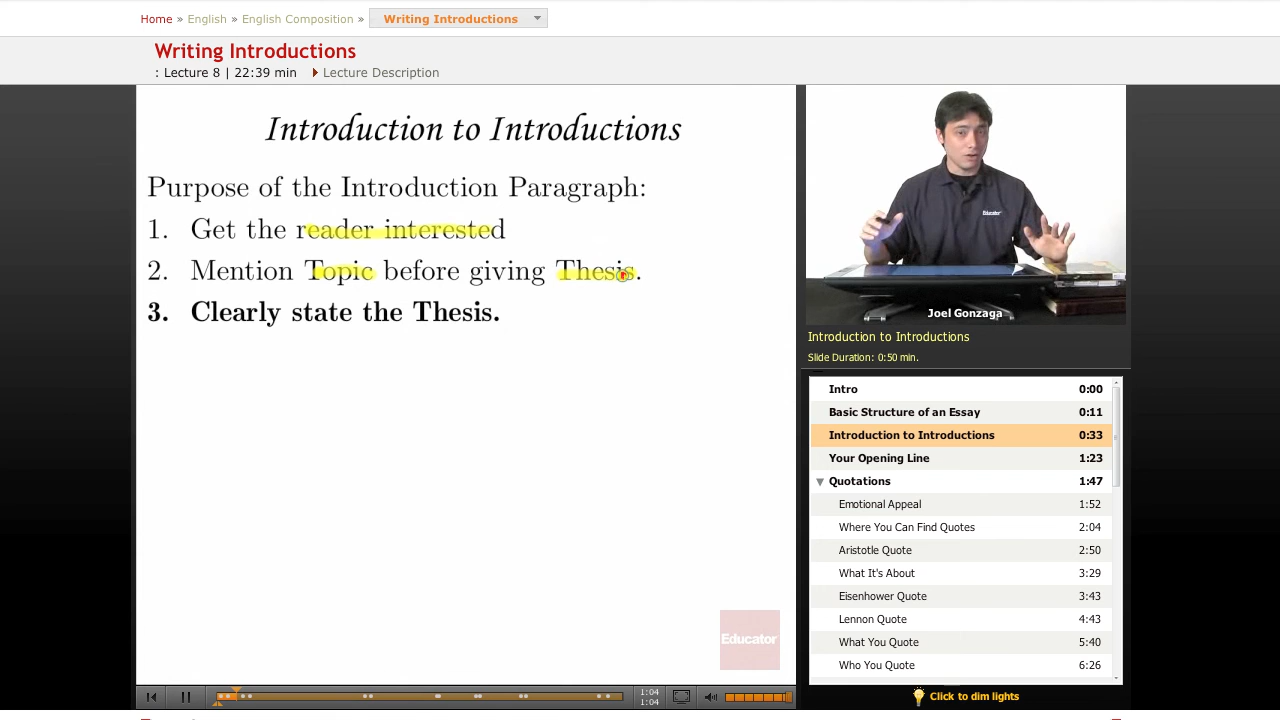 Home » English » English Composition » Writing Introductions
Writing Introductions
: Lecture 8 | 22:39 min Lecture Description
Introduction to Introductions
Purpose of the Introduction Paragraph:
1. Get the reader interested
2. Mention Topic before giving Thesis.
3. Clearly state the Thesis.
Educator
Educator
Joel Gonzaga
Introduction to Introductions
Slide Duration: 0:50 min.
Intro 0:00
Basic Structure of an Essay 0:11
Introduction to Introductions 0:33
Your Opening Line 1:23
Quotations 1:47
Emotional Appeal 1:52
Where You Can Find Quotes 2:04
Aristotle Quote 2:50
What It's About 3:29
Eisenhower Quote 3:43
Lennon Quote 4:43
What You Quote 5:40
Who You Quote 6:26
1:04
1:04
Click to dim lights